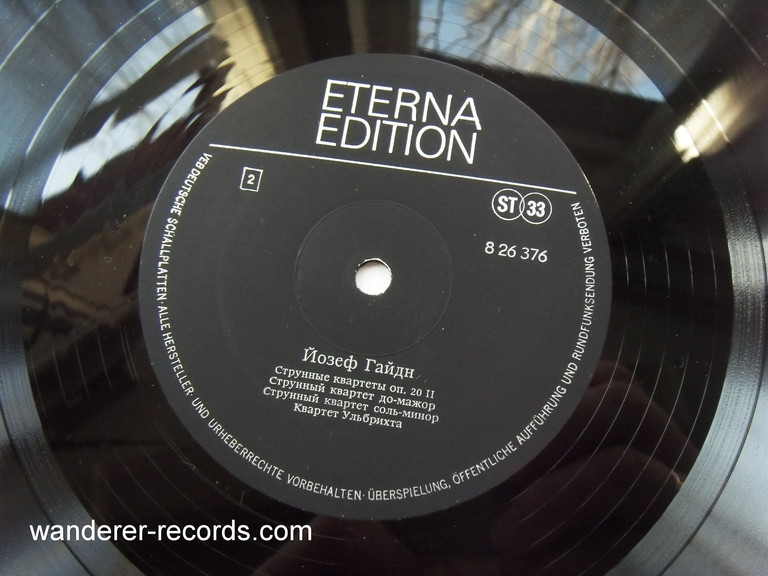 ETERNA
EDITION
2
ST 33
8 26 376
Йозеф Гайдн
Струнные квартеты оп. 20 II
Струнный квартет до-мажор
Струнный квартет соль-минор
Квартет Ульбрихта
VEB DEUTSCHE SCHALLPLATTEN · ALLE HERSTELLER- UND URHEBERRECHTE VORBEHALTEN · ÜBERSPIELUNG, ÖFFENTLICHE AUFFÜHRUNG UND RUNDFUNKSENDUNG VERBOTEN
wanderer-records.com